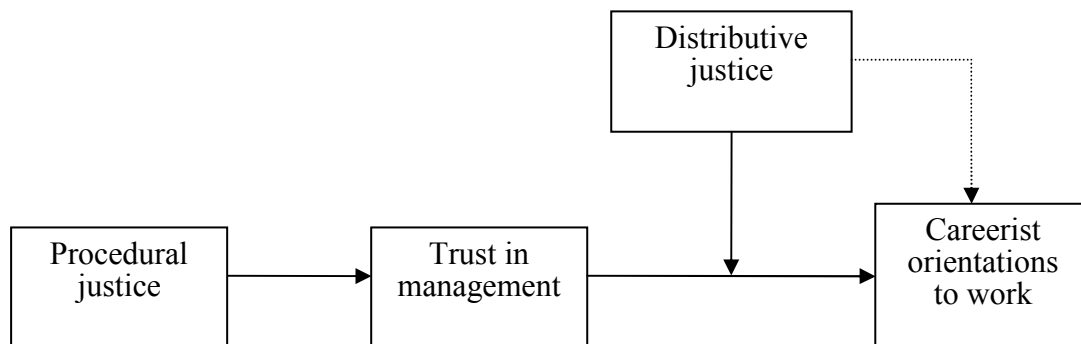 Distributive
justice
Procedural
justice
Trust in
management
Careerist
orientations
to work